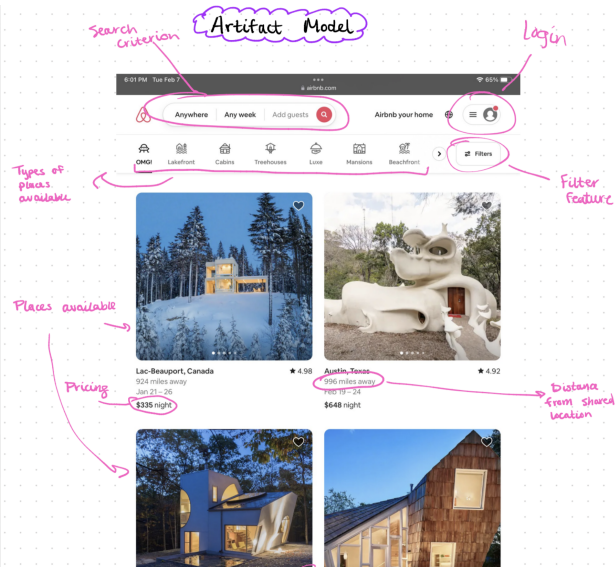 Artifact Model
Search
criterion
Login
6:01 PM Tue Feb 7
airbnb.com
65%
Anywhere Any week Add guests
Airbnb your home
OMG! Lakefront Cabins Treehouses Luxe Mansions Beachfront
Filters
Types of
places
available
Filter
feature
Places available
Lac-Beauport, Canada ★ 4.98
924 miles away
Jan 21 – 26
$335 night
Pricing
Austin, Texas ★ 4.92
996 miles away
Feb 19 – 24
$648 night
Distance
from shared
location